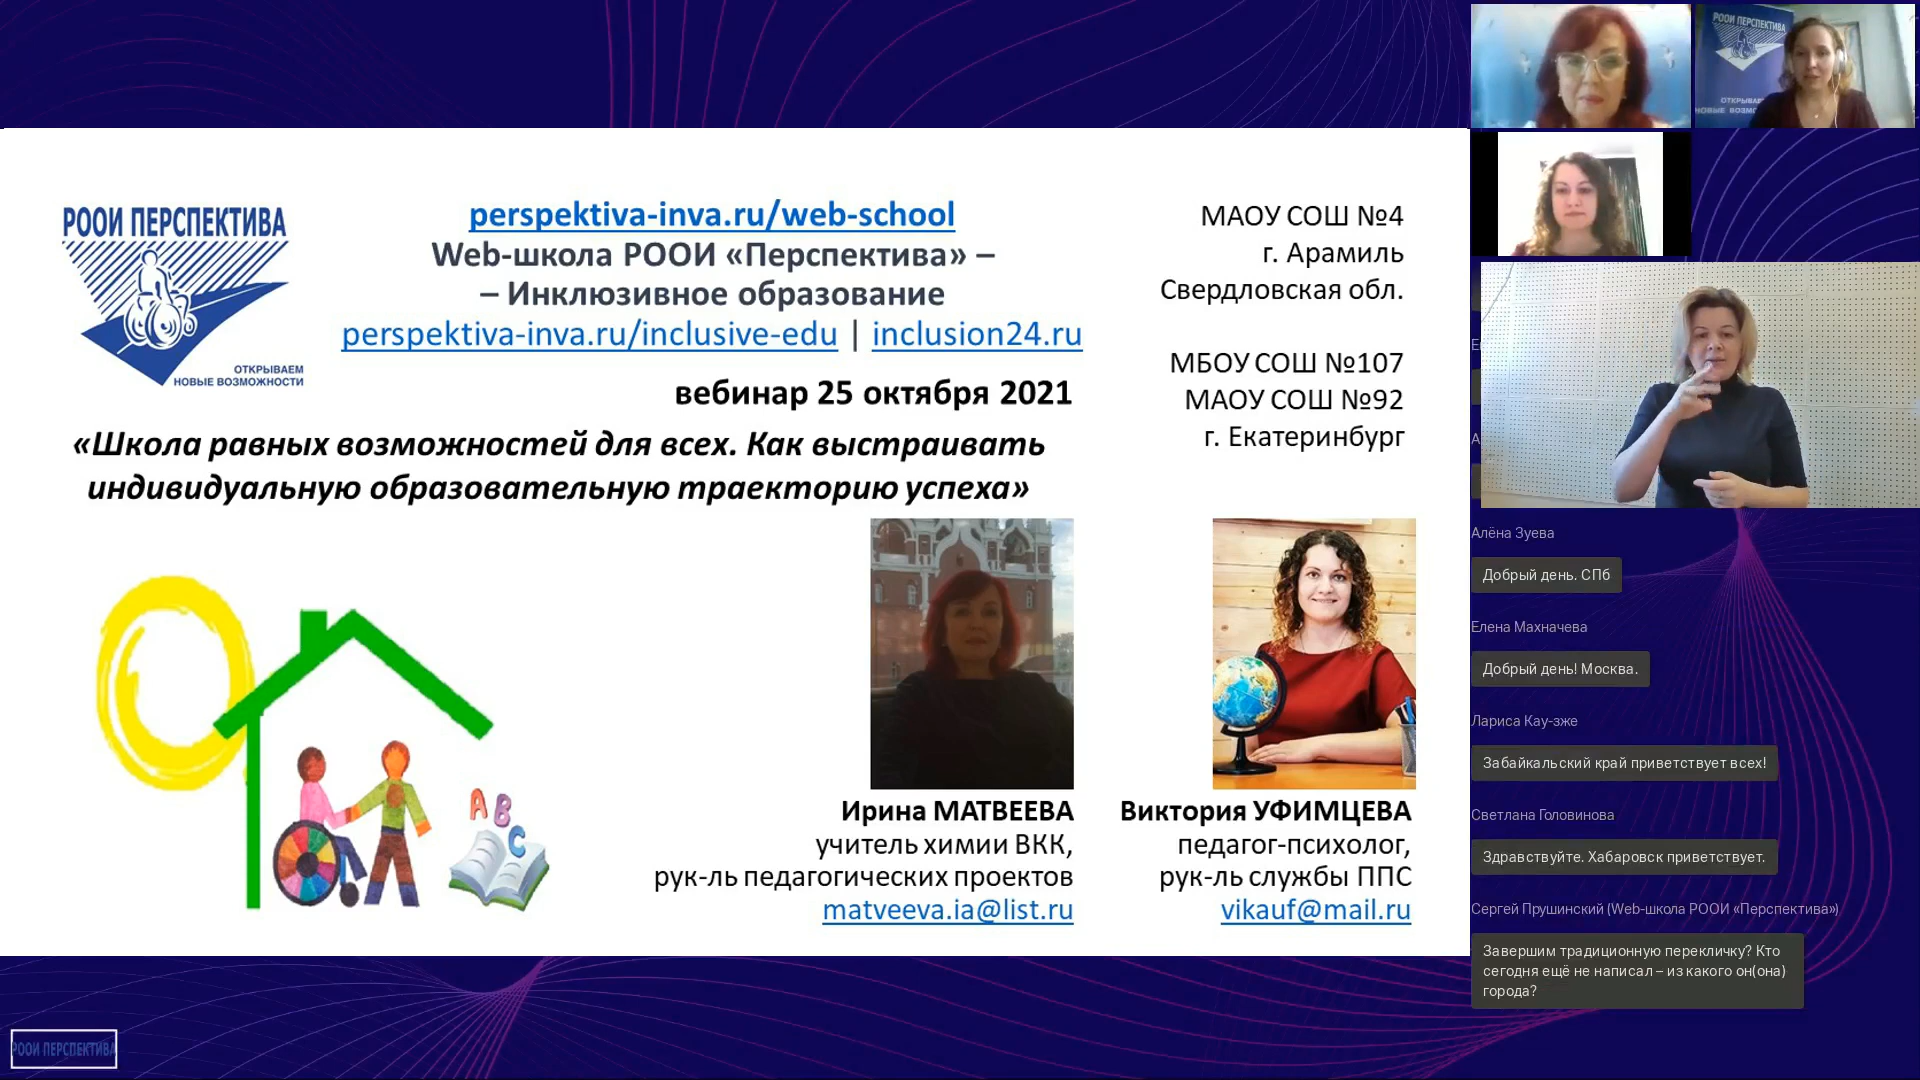 РООИ ПЕРСПЕКТИВА
ОТКРЫВАЕМ
НОВЫЕ ВОЗМОЖНОСТИ
perspektiva-inva.ru/web-school
Web-школа РООИ «Перспектива» –
– Инклюзивное образование
perspektiva-inva.ru/inclusive-edu | inclusion24.ru
вебинар 25 октября 2021
«Школа равных возможностей для всех. Как выстраивать
индивидуальную образовательную траекторию успеха»
МАОУ СОШ №4
г. Арамиль
Свердловская обл.
МБОУ СОШ №107
МАОУ СОШ №92
г. Екатеринбург
A B C
Ирина МАТВЕЕВА
учитель химии ВКК,
рук-ль педагогических проектов
matveeva.ia@list.ru
Виктория УФИМЦЕВА
педагог-психолог,
рук-ль службы ППС
vikauf@mail.ru
РООИ ПЕРСПЕКТИВА
РООИ ПЕРСПЕКТИВА
Алёна Зуева
Добрый день. СПб
Елена Махначева
Добрый день! Москва.
Лариса Кау-зже
Забайкальский край приветствует всех!
Светлана Головинова
Здравствуйте. Хабаровск приветствует.
Сергей Прушинский (Web-школа РООИ «Перспектива»)
Завершим традиционную перекличку? Кто
сегодня ещё не написал – из какого он(она)
города?